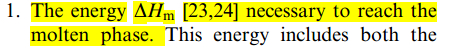 1. The energy ΔHm [23,24] necessary to reach the
molten phase. This energy includes both the